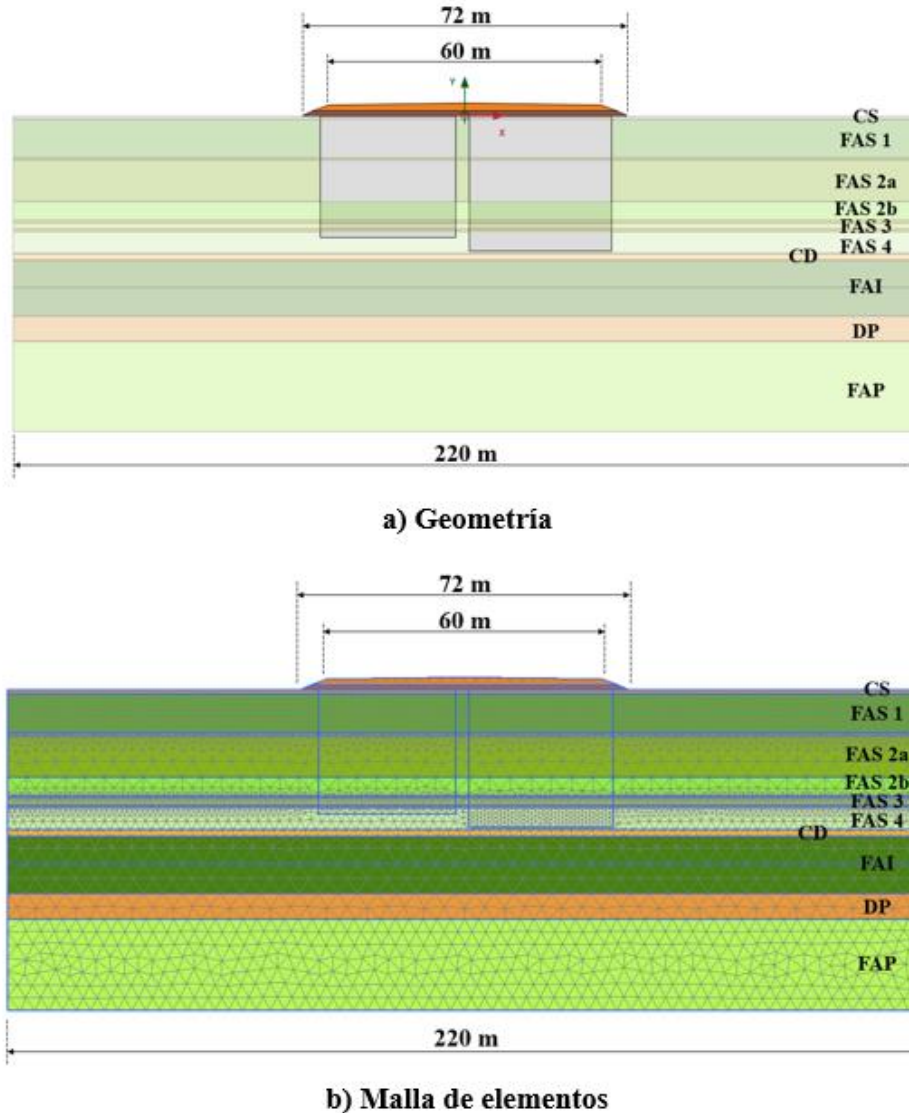 72 m
60 m
Y
X
CS
FAS 1
FAS 2a
FAS 2b
FAS 3
FAS 4
CD
FAI
DP
FAP
220 m
a) Geometría
72 m
60 m
CS
FAS 1
FAS 2a
FAS 2b
FAS 3
FAS 4
CD
FAI
DP
FAP
220 m
b) Malla de elementos